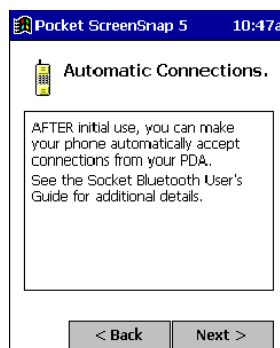 Pocket ScreenSnap 5 10:47a
Automatic Connections.
AFTER initial use, you can make
your phone automatically accept
connections from your PDA.
See the Socket Bluetooth User's
Guide for additional details.
< Back Next >